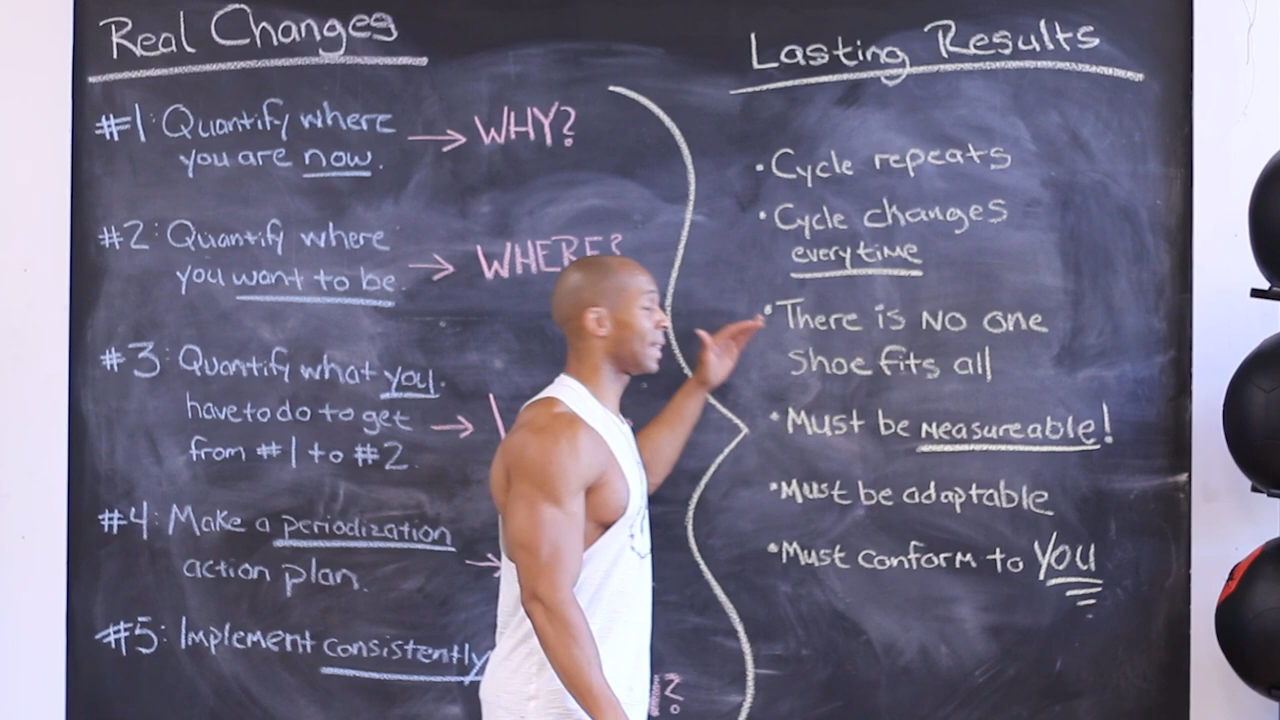 Real Changes
#1: Quantify where
you are now.
→ WHY?
#2: Quantify where
you want to be.
→ WHERE?
#3: Quantify what you
have to do to get
from #1 to #2.
→
#4: Make a periodization
action plan.
→
#5: Implement consistently
?
Lasting Results
•Cycle repeats
•Cycle changes
everytime
•There is NO one
shoe fits all
•Must be Measureable!
•Must be adaptable
•Must conform to YOU